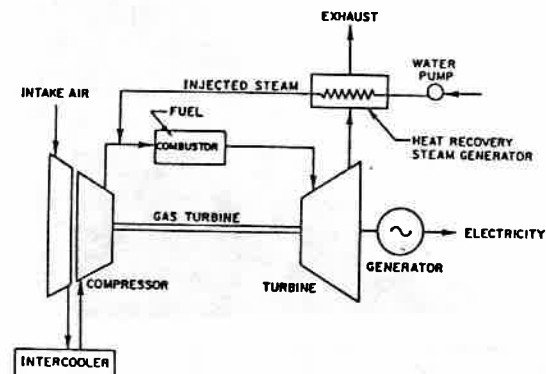 EXHAUST
WATER
PUMP
INJECTED STEAM
INTAKE AIR
FUEL
COMBUSTOR
HEAT RECOVERY
STEAM GENERATOR
GAS TURBINE
ELECTRICITY
GENERATOR
COMPRESSOR
TURBINE
INTERCOOLER